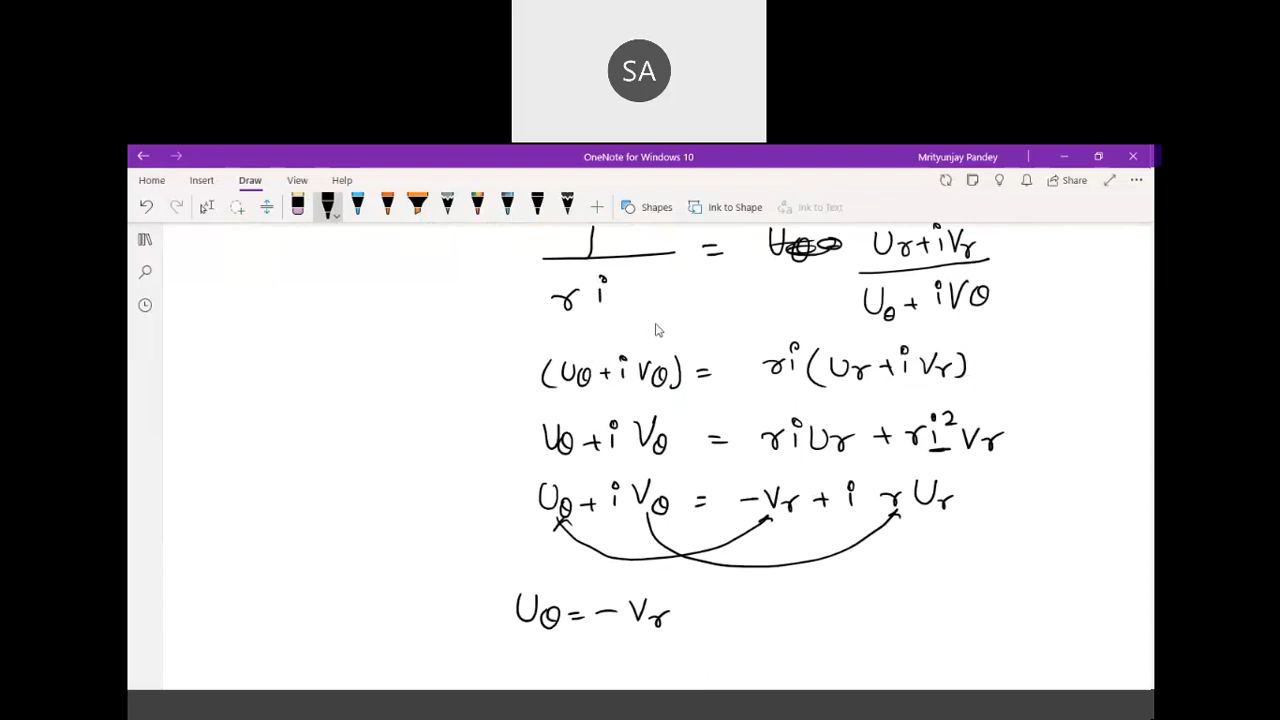 SA
OneNote for Windows 10
Mrityunjay Pandey
Home Insert Draw View Help
Share
Shapes Ink to Shape Ink to Text
1/(ri) = (Ur+iVr)/(Uθ+iVθ)
(Uθ+iVθ) = ri(Ur+iVr)
Uθ+iVθ = riUr + ri²Vr
Uθ+iVθ = -Vr+i rUr
Uθ=-Vr